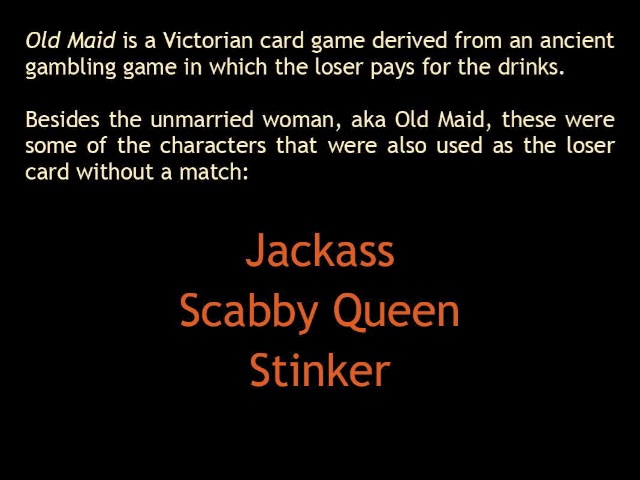 Old Maid is a Victorian card game derived from an ancient
gambling game in which the loser pays for the drinks.
Besides the unmarried woman, aka Old Maid, these were
some of the characters that were also used as the loser
card without a match:
Jackass
Scabby Queen
Stinker